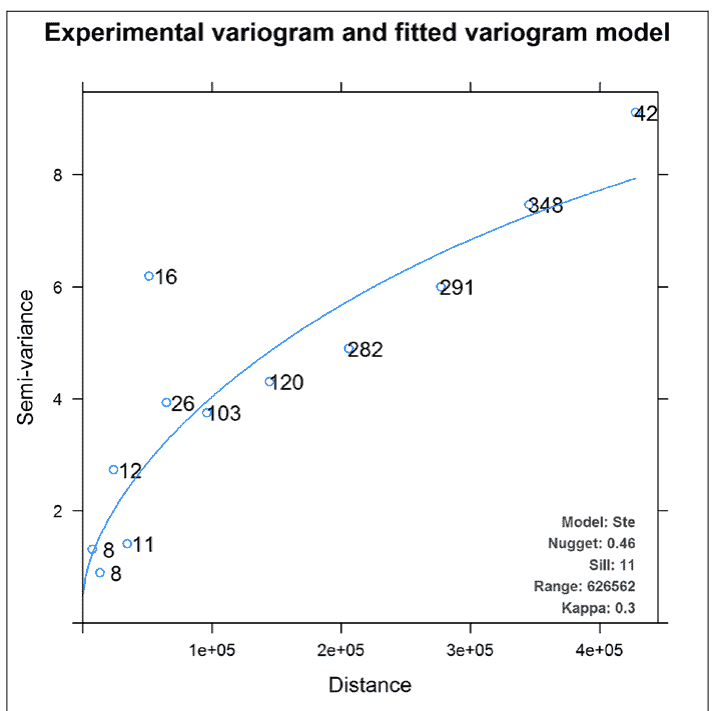 Experimental variogram and fitted variogram model
42
8
348
16
6
291
282
120
4
26
103
12
2
11
8
8
Model: Ste
Nugget: 0.46
Sill: 11
Range: 626562
Kappa: 0.3
1e+05 2e+05 3e+05 4e+05
Distance
Semi-variance